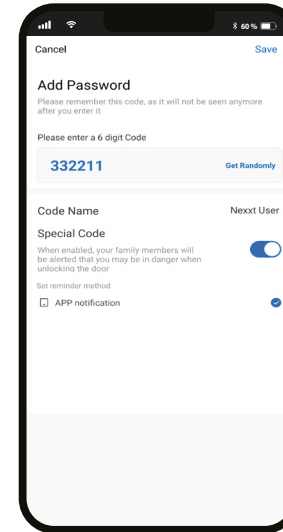 60 %
Cancel Save
Add Password
Please remember this code, as it will not be seen anymore
after you enter it
Please enter a 6 digit Code
332211 Get Randomly
Code Name Nexxt User
Special Code
When enabled, your family members will
be alerted that you may be in danger when
unlocking the door
Set reminder method
APP notification